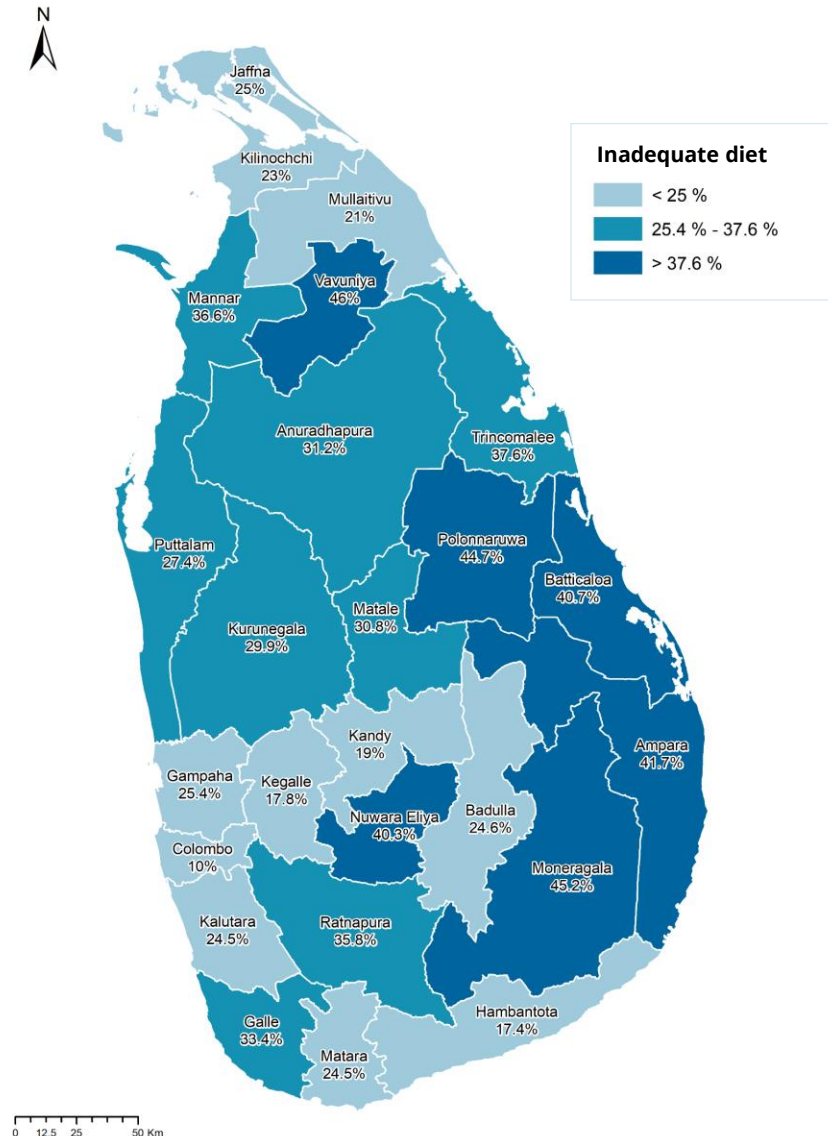 N
Jaffna
25%
Kilinochchi
23%
Mullaitivu
21%
Inadequate diet
< 25 %
25.4 % - 37.6 %
> 37.6 %
Vavuniya
46%
Mannar
36.6%
Anuradhapura
31.2%
Trincomalee
37.6%
Puttalam
27.4%
Polonnaruwa
44.7%
Batticaloa
40.7%
Matale
30.8%
Kurunegala
29.9%
Kandy
19%
Ampara
41.7%
Gampaha
25.4%
Kegalle
17.8%
Nuwara Eliya
40.3%
Badulla
24.6%
Colombo
10%
Moneragala
45.2%
Kalutara
24.5%
Ratnapura
35.8%
Hambantota
17.4%
Galle
33.4%
Matara
24.5%
0 12.5 25 50 Km